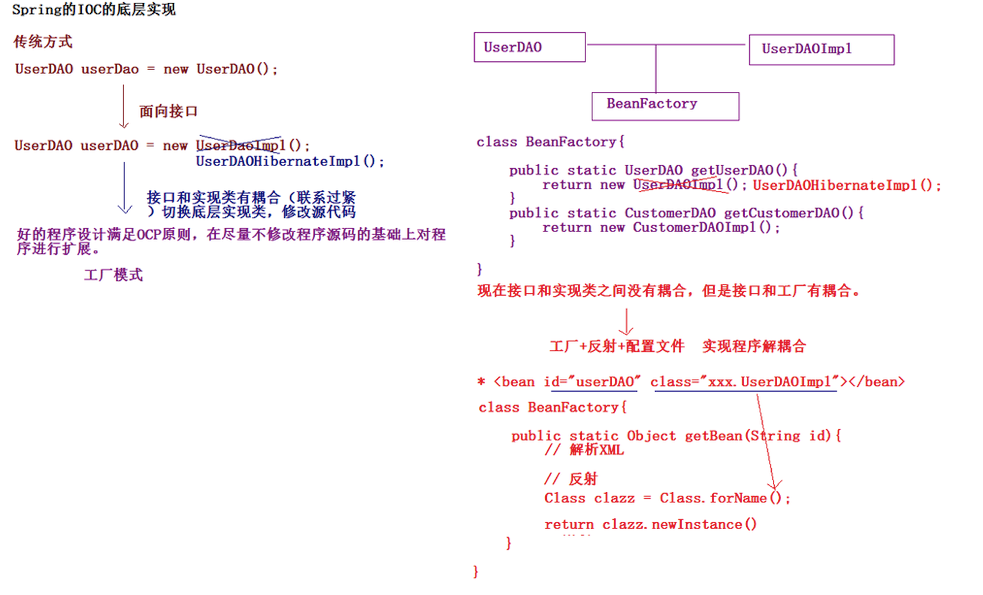 Spring的IOC的底层实现
传统方式
UserDAO userDao = new UserDAO();
面向接口
UserDAO userDAO = new UserDaoImpl();
UserDAOHibernateImpl();
接口和实现类有耦合（联系过紧
）切换底层实现类，修改源代码
好的程序设计满足OCP原则，在尽量不修改程序源码的基础上对程
序进行扩展。
工厂模式
UserDAO
UserDAOImpl
BeanFactory
class BeanFactory{
public static UserDAO getUserDAO(){
return new UserDAOImpl(); UserDAOHibernateImpl();
}
public static CustomerDAO getCustomerDAO(){
return new CustomerDAOImpl();
}
}
现在接口和实现类之间没有耦合，但是接口和工厂有耦合。
工厂+反射+配置文件 实现程序解耦合
* <bean id="userDAO" class="xxx.UserDAOImpl"></bean>
class BeanFactory{
public static Object getBean(String id){
// 解析XML
// 反射
Class clazz = Class.forName();
return clazz.newInstance()
}
}